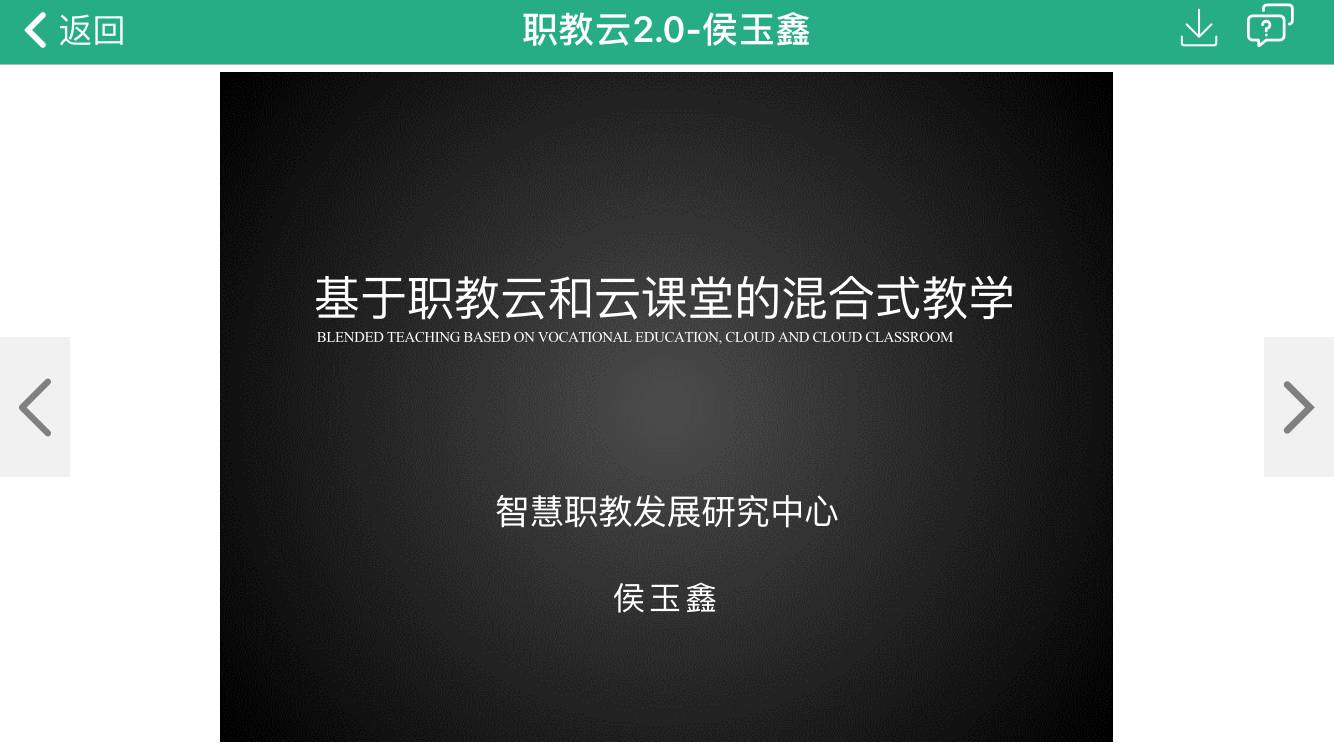 返回
职教云2.0-侯玉鑫
?
基于职教云和云课堂的混合式教学
BLENDED TEACHING BASED ON VOCATIONAL EDUCATION, CLOUD AND CLOUD CLASSROOM
智慧职教发展研究中心
侯玉鑫